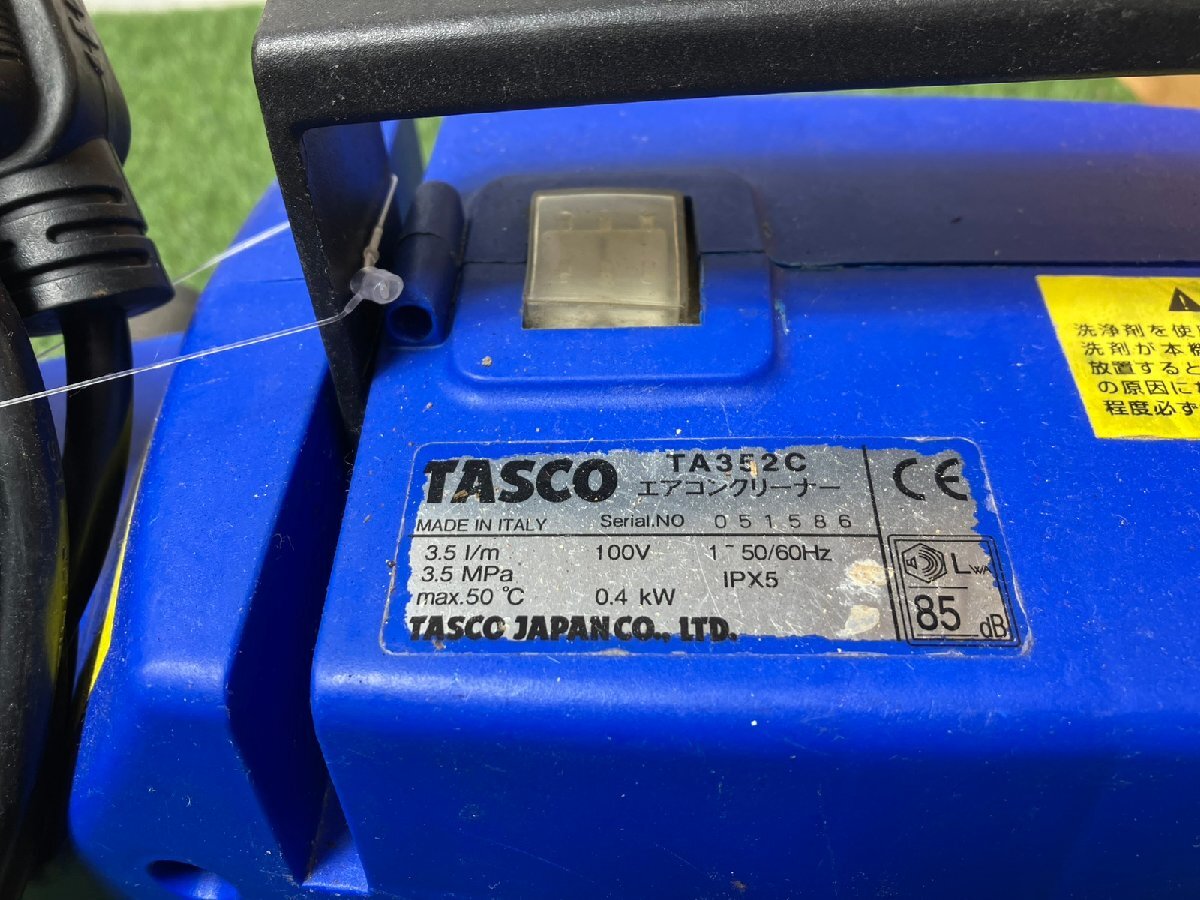 洗浄剤を使
洗剤が本機
放置すると
の原因に
程度必ず
TASCO TA352C
エアコンクリーナー
MADE IN ITALY Serial.NO 051586
3.5 l/m 100V 1~50/60Hz
3.5 MPa IPX5
max.50 ℃ 0.4 kW
TASCO JAPAN CO., LTD.
CE
LWA
85 dB